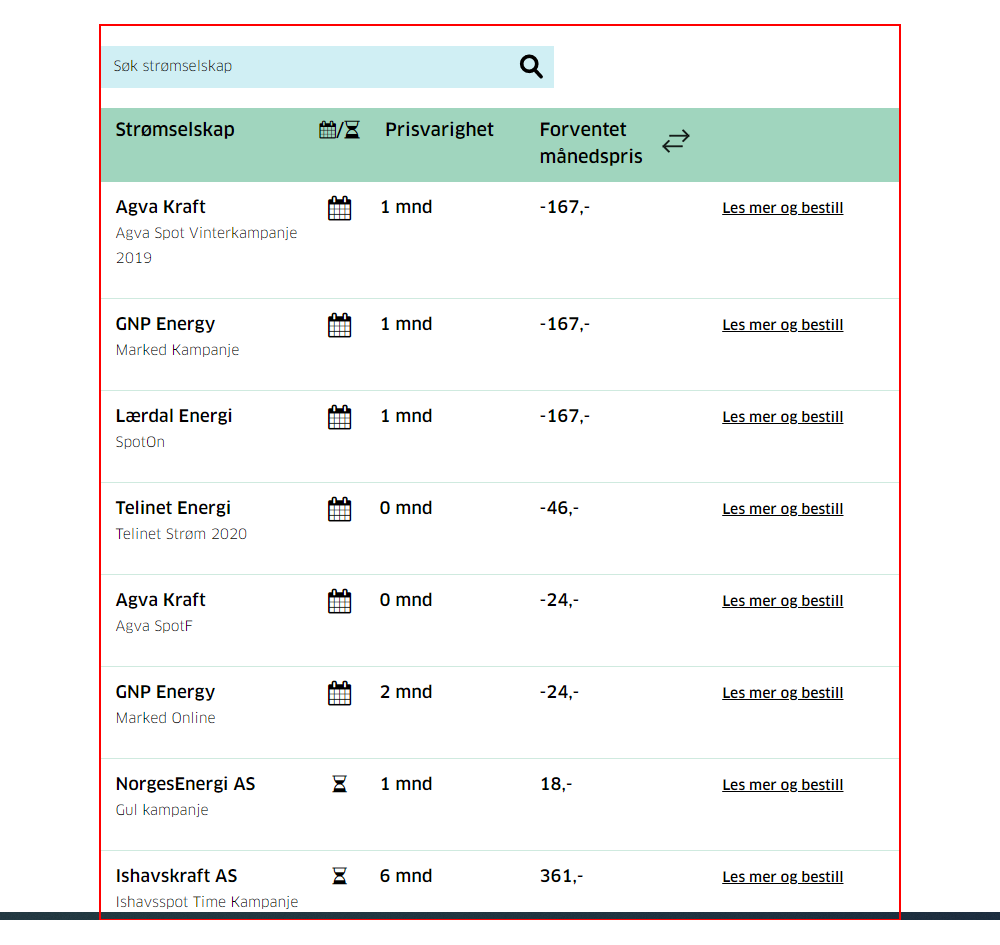 Søk strømselskap
Strømselskap / Prisvarighet Forventet månedspris
Agva Kraft 1 mnd -167,- Les mer og bestill
Agva Spot Vinterkampanje
2019
GNP Energy 1 mnd -167,- Les mer og bestill
Marked Kampanje
Lærdal Energi 1 mnd -167,- Les mer og bestill
SpotOn
Telinet Energi 0 mnd -46,- Les mer og bestill
Telinet Strøm 2020
Agva Kraft 0 mnd -24,- Les mer og bestill
Agva SpotF
GNP Energy 2 mnd -24,- Les mer og bestill
Marked Online
NorgesEnergi AS 1 mnd 18,- Les mer og bestill
Gul kampanje
Ishavskraft AS 6 mnd 361,- Les mer og bestill
Ishavsspot Time Kampanje